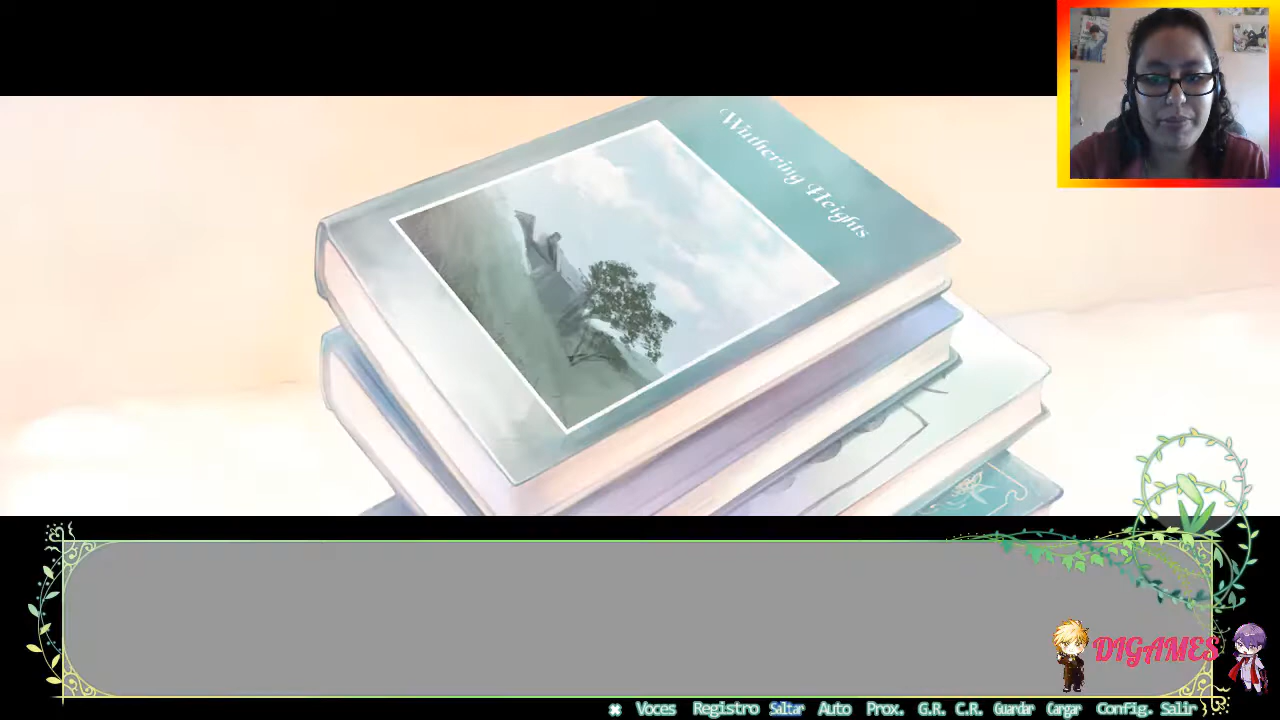 Wuthering Heights
DIGAMES
✖ Voces Registro Saltar Auto Prox. G.R. C.R. Guardar Cargar Config. Salir